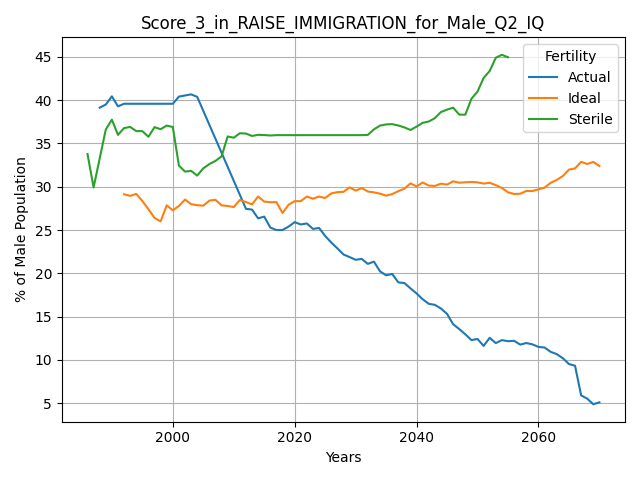 Score_3_in_RAISE_IMMIGRATION_for_Male_Q2_IQ
% of Male Population
45
40
35
30
25
20
15
10
5
Fertility
Actual
Ideal
Sterile
2000
2020
2040
2060
Years